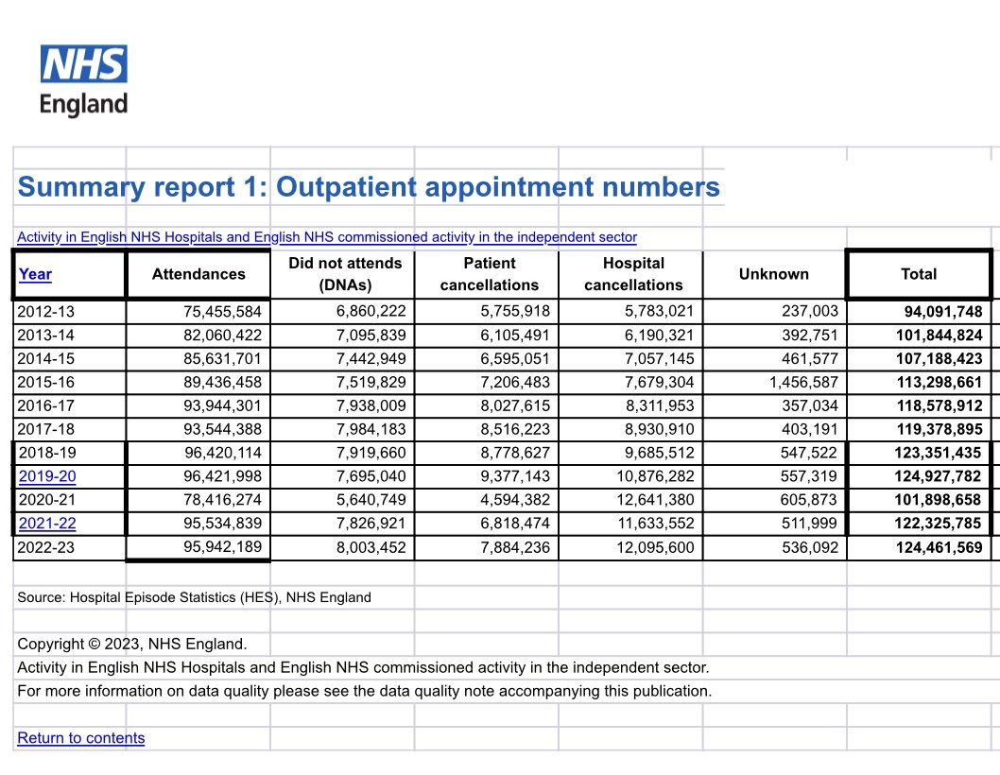 NHS
England
Summary report 1: Outpatient appointment numbers
Activity in English NHS Hospitals and English NHS commissioned activity in the independent sector
Year Attendances Did not attends (DNAs) Patient cancellations Hospital cancellations Unknown Total
2012-13 75,455,584 6,860,222 5,755,918 5,783,021 237,003 94,091,748
2013-14 82,060,422 7,095,839 6,105,491 6,190,321 392,751 101,844,824
2014-15 85,631,701 7,442,949 6,595,051 7,057,145 461,577 107,188,423
2015-16 89,436,458 7,519,829 7,206,483 7,679,304 1,456,587 113,298,661
2016-17 93,944,301 7,938,009 8,027,615 8,311,953 357,034 118,578,912
2017-18 93,544,388 7,984,183 8,516,223 8,930,910 403,191 119,378,895
2018-19 96,420,114 7,919,660 8,778,627 9,685,512 547,522 123,351,435
2019-20 96,421,998 7,695,040 9,377,143 10,876,282 557,319 124,927,782
2020-21 78,416,274 5,640,749 4,594,382 12,641,380 605,873 101,898,658
2021-22 95,534,839 7,826,921 6,818,474 11,633,552 511,999 122,325,785
2022-23 95,942,189 8,003,452 7,884,236 12,095,600 536,092 124,461,569
Source: Hospital Episode Statistics (HES), NHS England
Copyright © 2023, NHS England.
Activity in English NHS Hospitals and English NHS commissioned activity in the independent sector.
For more information on data quality please see the data quality note accompanying this publication.
Return to contents